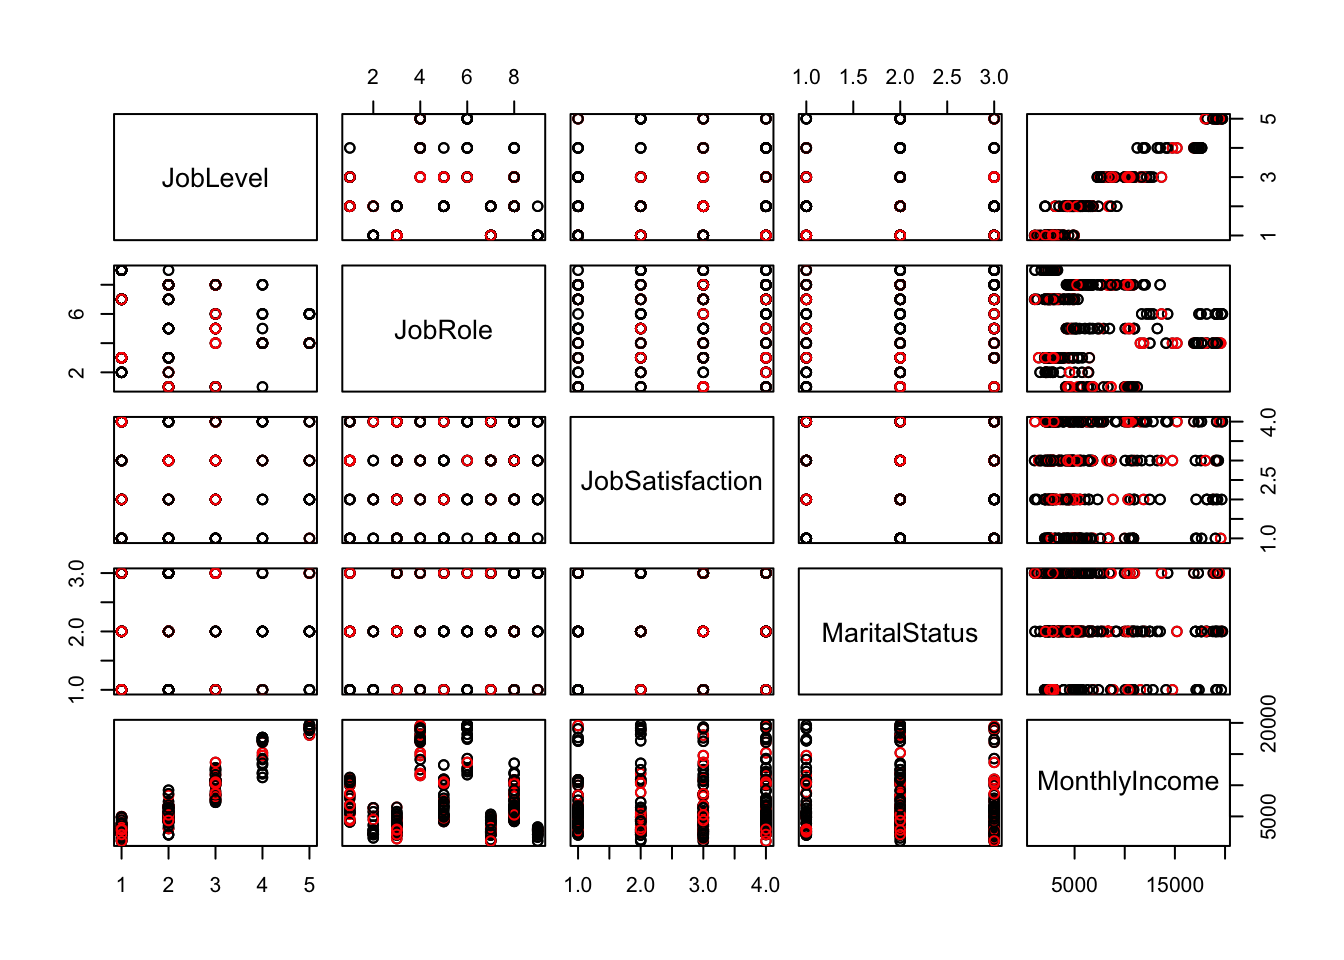 2 4 6 8 1.0 1.5 2.0 2.5 3.0
JobLevel 1 3 5
2 6 JobRole
JobSatisfaction 1.0 2.5 4.0
1.0 2.0 3.0 MaritalStatus
MonthlyIncome 5000 20000
1 2 3 4 5 1.0 2.0 3.0 4.0 5000 15000